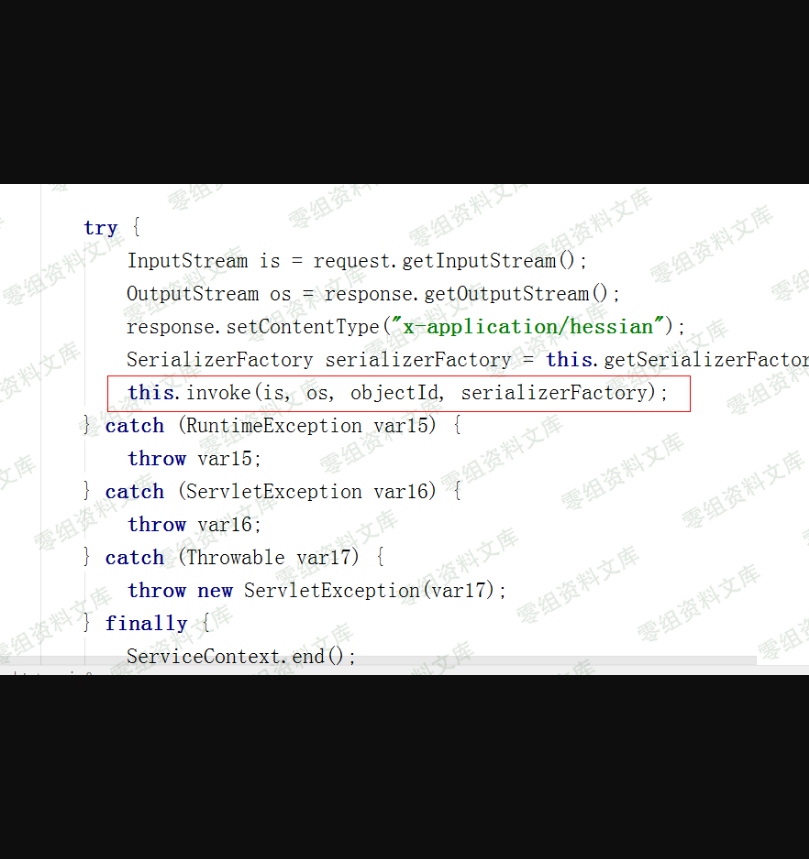 try {
InputStream is = request.getInputStream();
OutputStream os = response.getOutputStream();
response.setContentType("x-application/hessian");
SerializerFactory serializerFactory = this.getSerializerFactor
this.invoke(is, os, objectId, serializerFactory);
} catch (RuntimeException var15) {
throw var15;
} catch (ServletException var16) {
throw var16;
} catch (Throwable var17) {
throw new ServletException(var17);
} finally {
ServiceContext.end();
零组资料文库